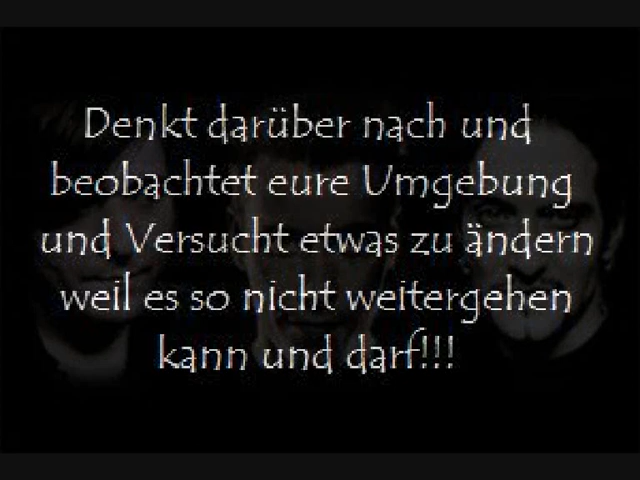 Denkt darüber nach und
beobachtet eure Umgebung
und Versucht etwas zu ändern
weil es so nicht weitergehen
kann und darf!!!